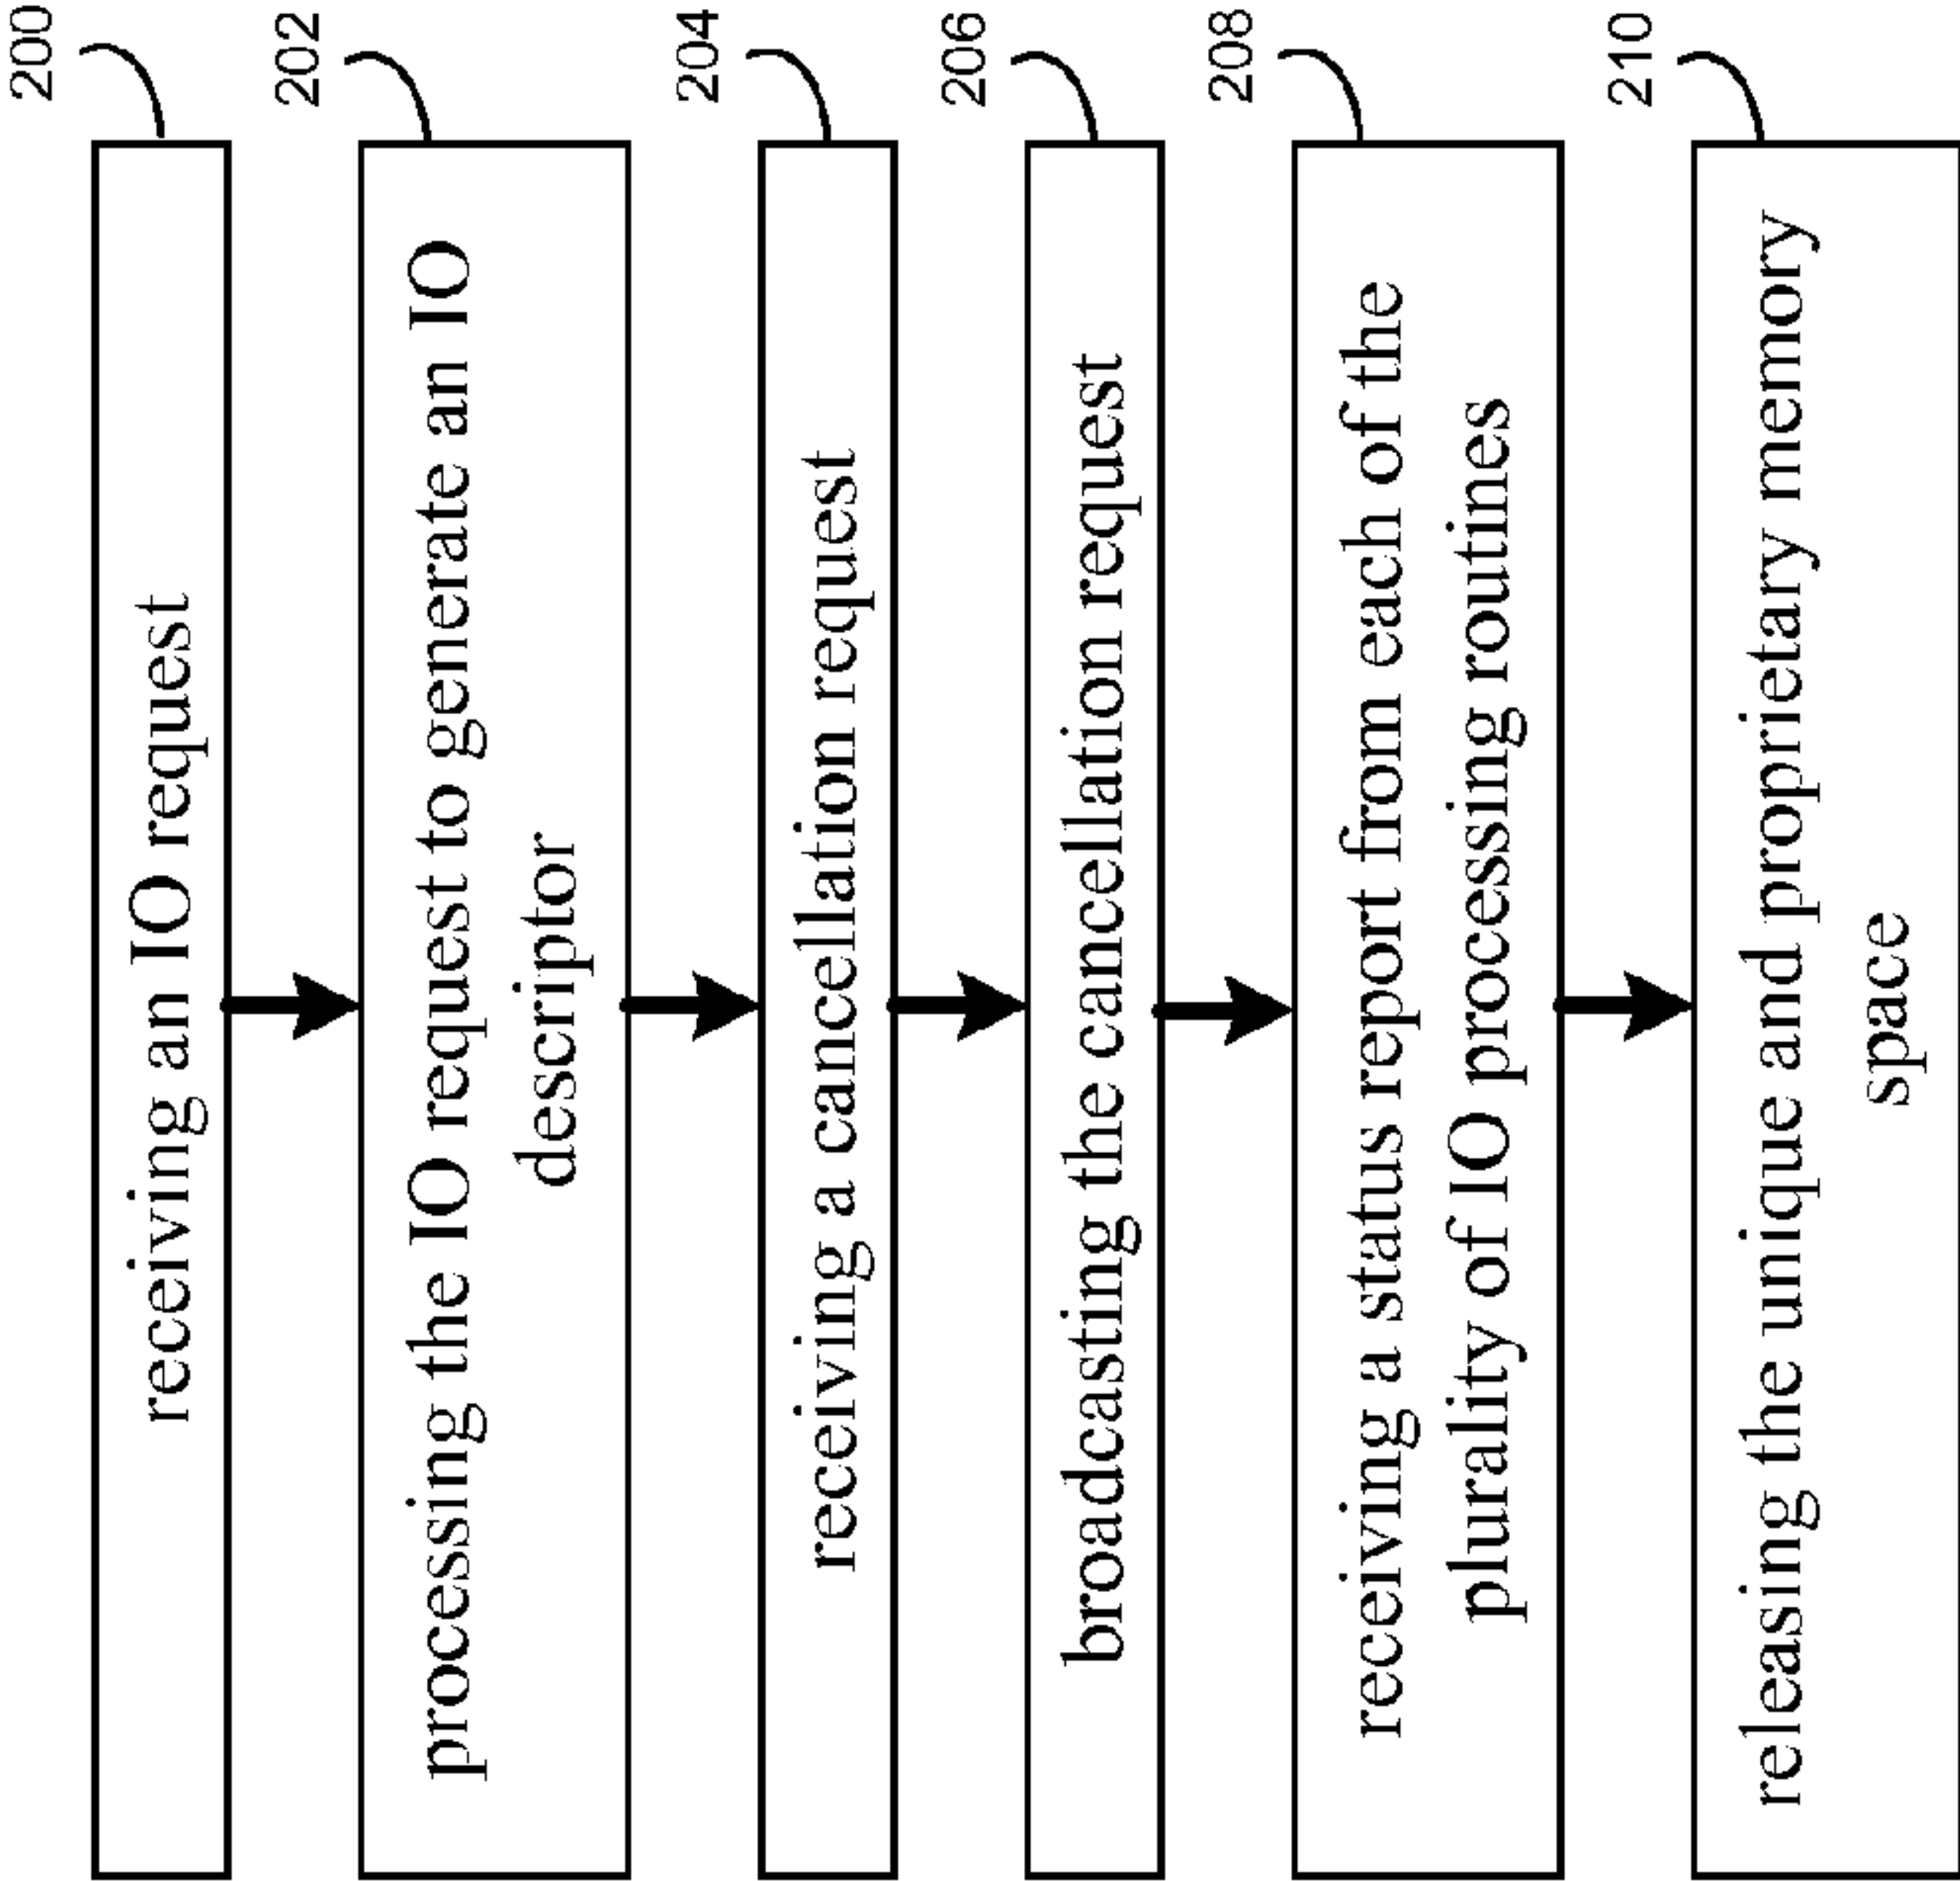 200
receiving an IO request
202
processing the IO request to generate an IO
descriptor
204
receiving a cancellation request
206
broadcasting the cancellation request
208
receiving a status report from each of the
plurality of IO processing routines
210
releasing the unique and proprietary memory
space